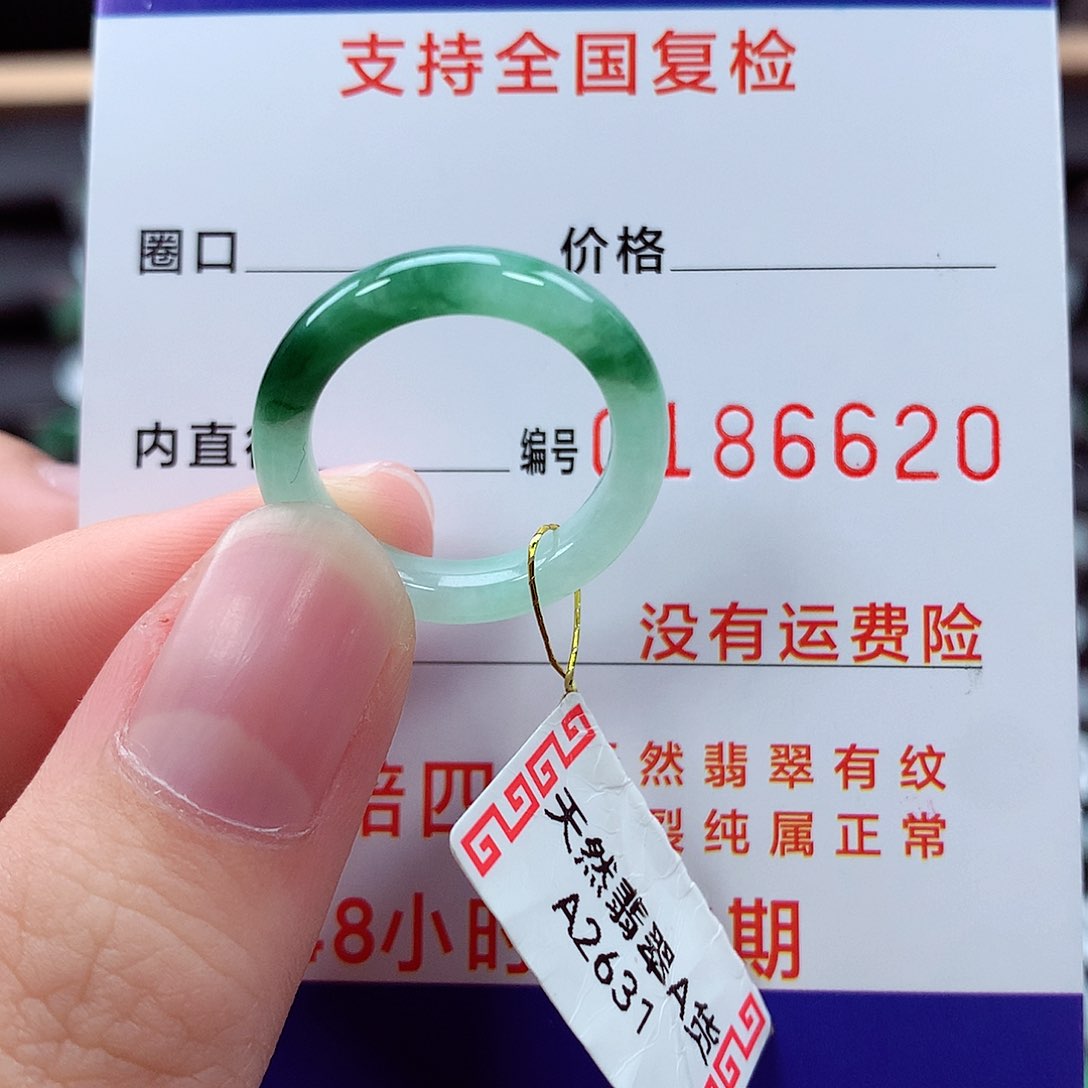 支持全国复检
圈口 价格
内直 编号 186620
没有运费险
四 然翡翠有纹
纯属正常
8小时 期
天然翡翠A货
A2631